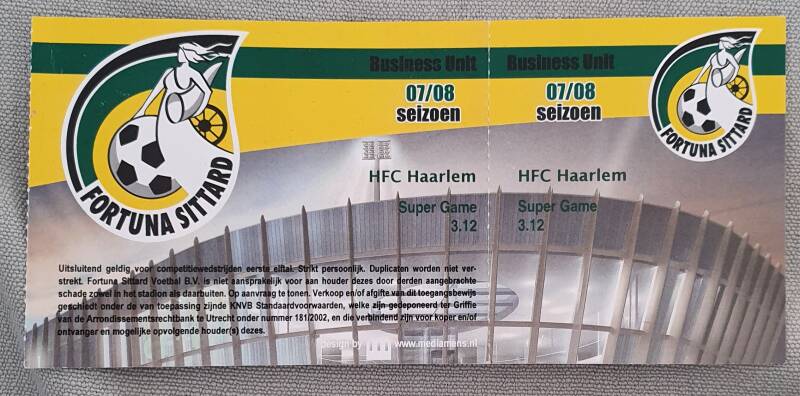 FORTUNA SITTARD
Business Unit
07/08
seizoen
HFC Haarlem
Super Game
3.12
Uitsluitend geldig voor competitiewedstrijden eerste elftal. Strikt persoonlijk. Duplicaten worden niet ver-
strekt. Fortuna Sittard Voetbal B.V. is niet aansprakelijk voor aan houder dezes door derden aangebrachte
schade zowel in het stadion als daarbuiten. Op aanvraag te tonen. Verkoop en/of afgifte van dit toegangsbewijs
geschiedt onder de van toepassing zijnde KNVB Standaardvoorwaarden, welke zijn gedeponeerd ter Griffie
van de Arrondissementsrechtbank te Utrecht onder nummer 181/2002, en die verbindend zijn voor koper en/of
ontvanger en mogelijke opvolgende houder(s) dezes.
design by www.mediamens.nl
Business Unit
07/08
seizoen
FORTUNA SITTARD
HFC Haarlem
Super Game
3.12